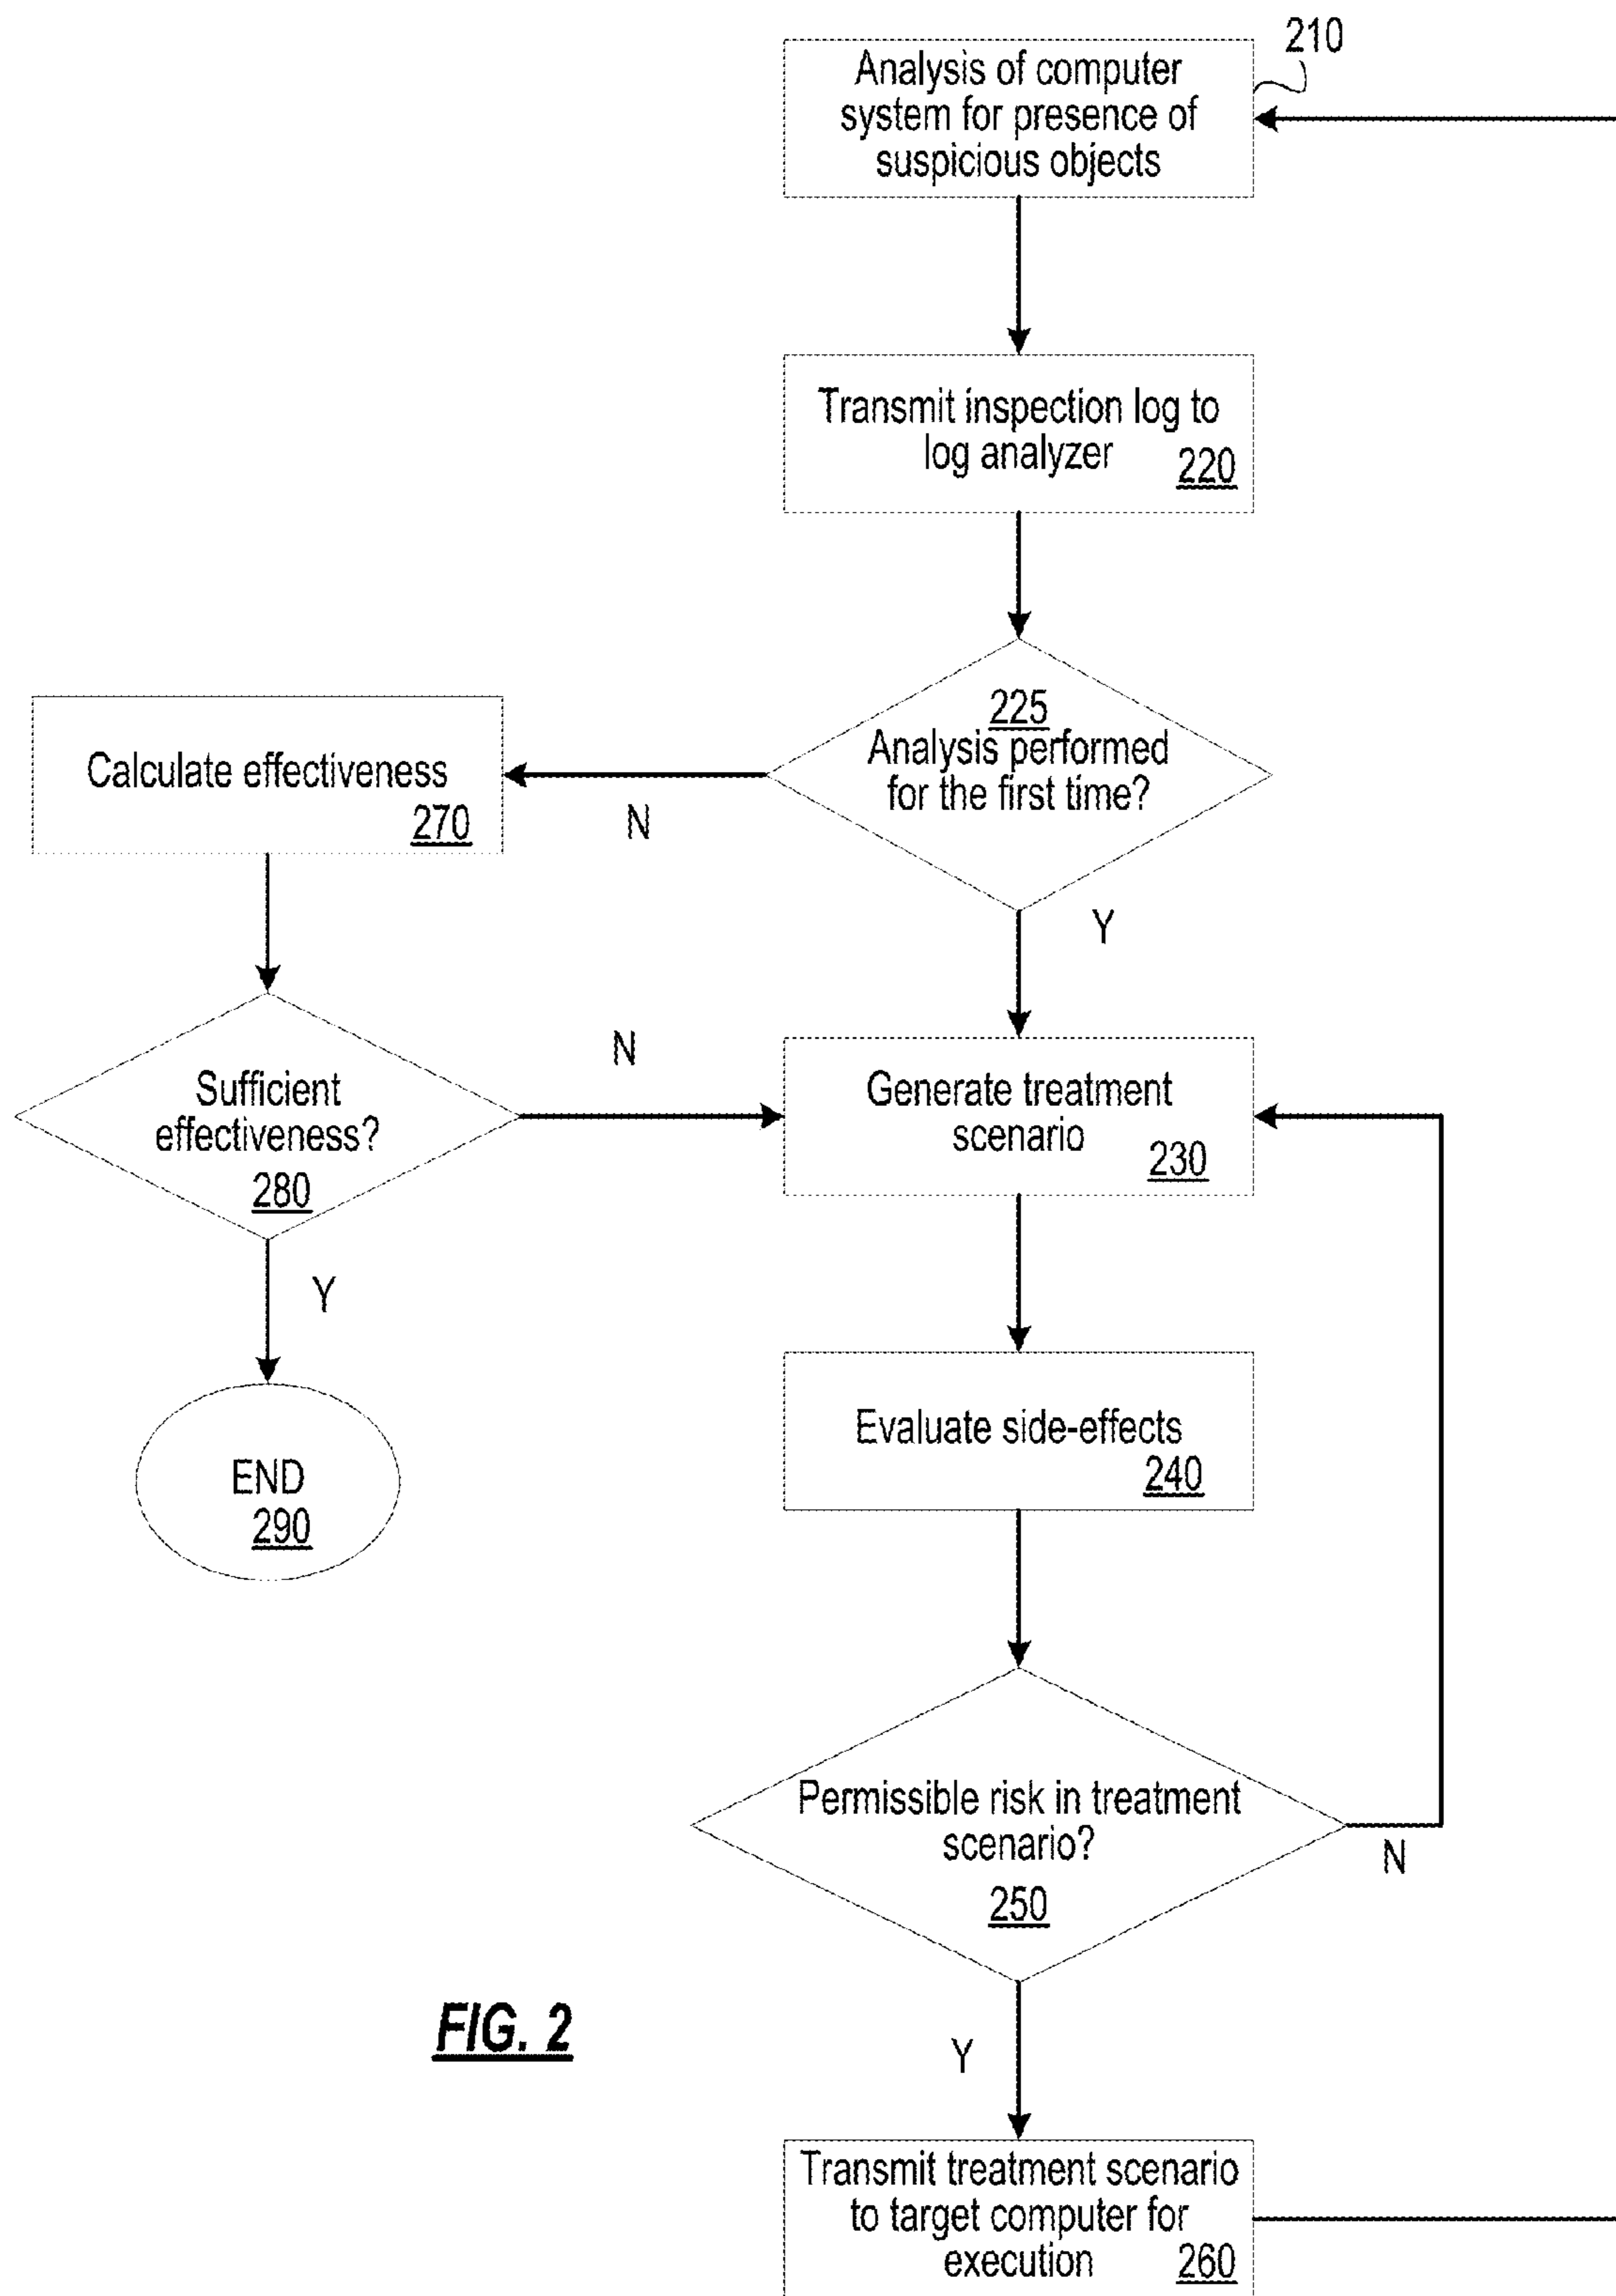 210
Analysis of computer
system for presence of
suspicious objects
Transmit inspection log to
log analyzer
220
225
Analysis performed
for the first time?
N
Y
Calculate effectiveness
270
Sufficient
effectiveness?
280
N
Y
Generate treatment
scenario
230
END
290
Evaluate side-effects
240
Permissible risk in treatment
scenario?
250
N
Y
FIG. 2
Transmit treatment scenario
to target computer for
execution
260